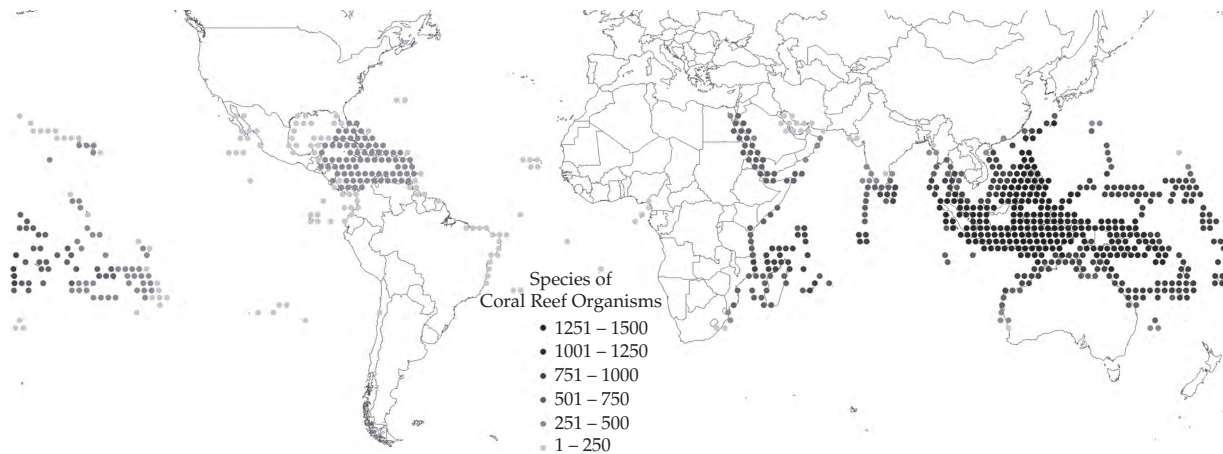 Species of
Coral Reef Organisms
1251 – 1500
1001 – 1250
751 – 1000
501 – 750
251 – 500
1 – 250